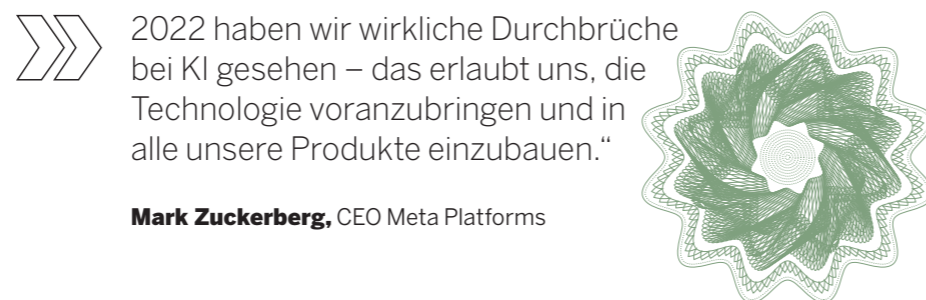 2022 haben wir wirkliche Durchbrüche
bei KI gesehen – das erlaubt uns, die
Technologie voranzubringen und in
alle unsere Produkte einzubauen.“
Mark Zuckerberg, CEO Meta Platforms